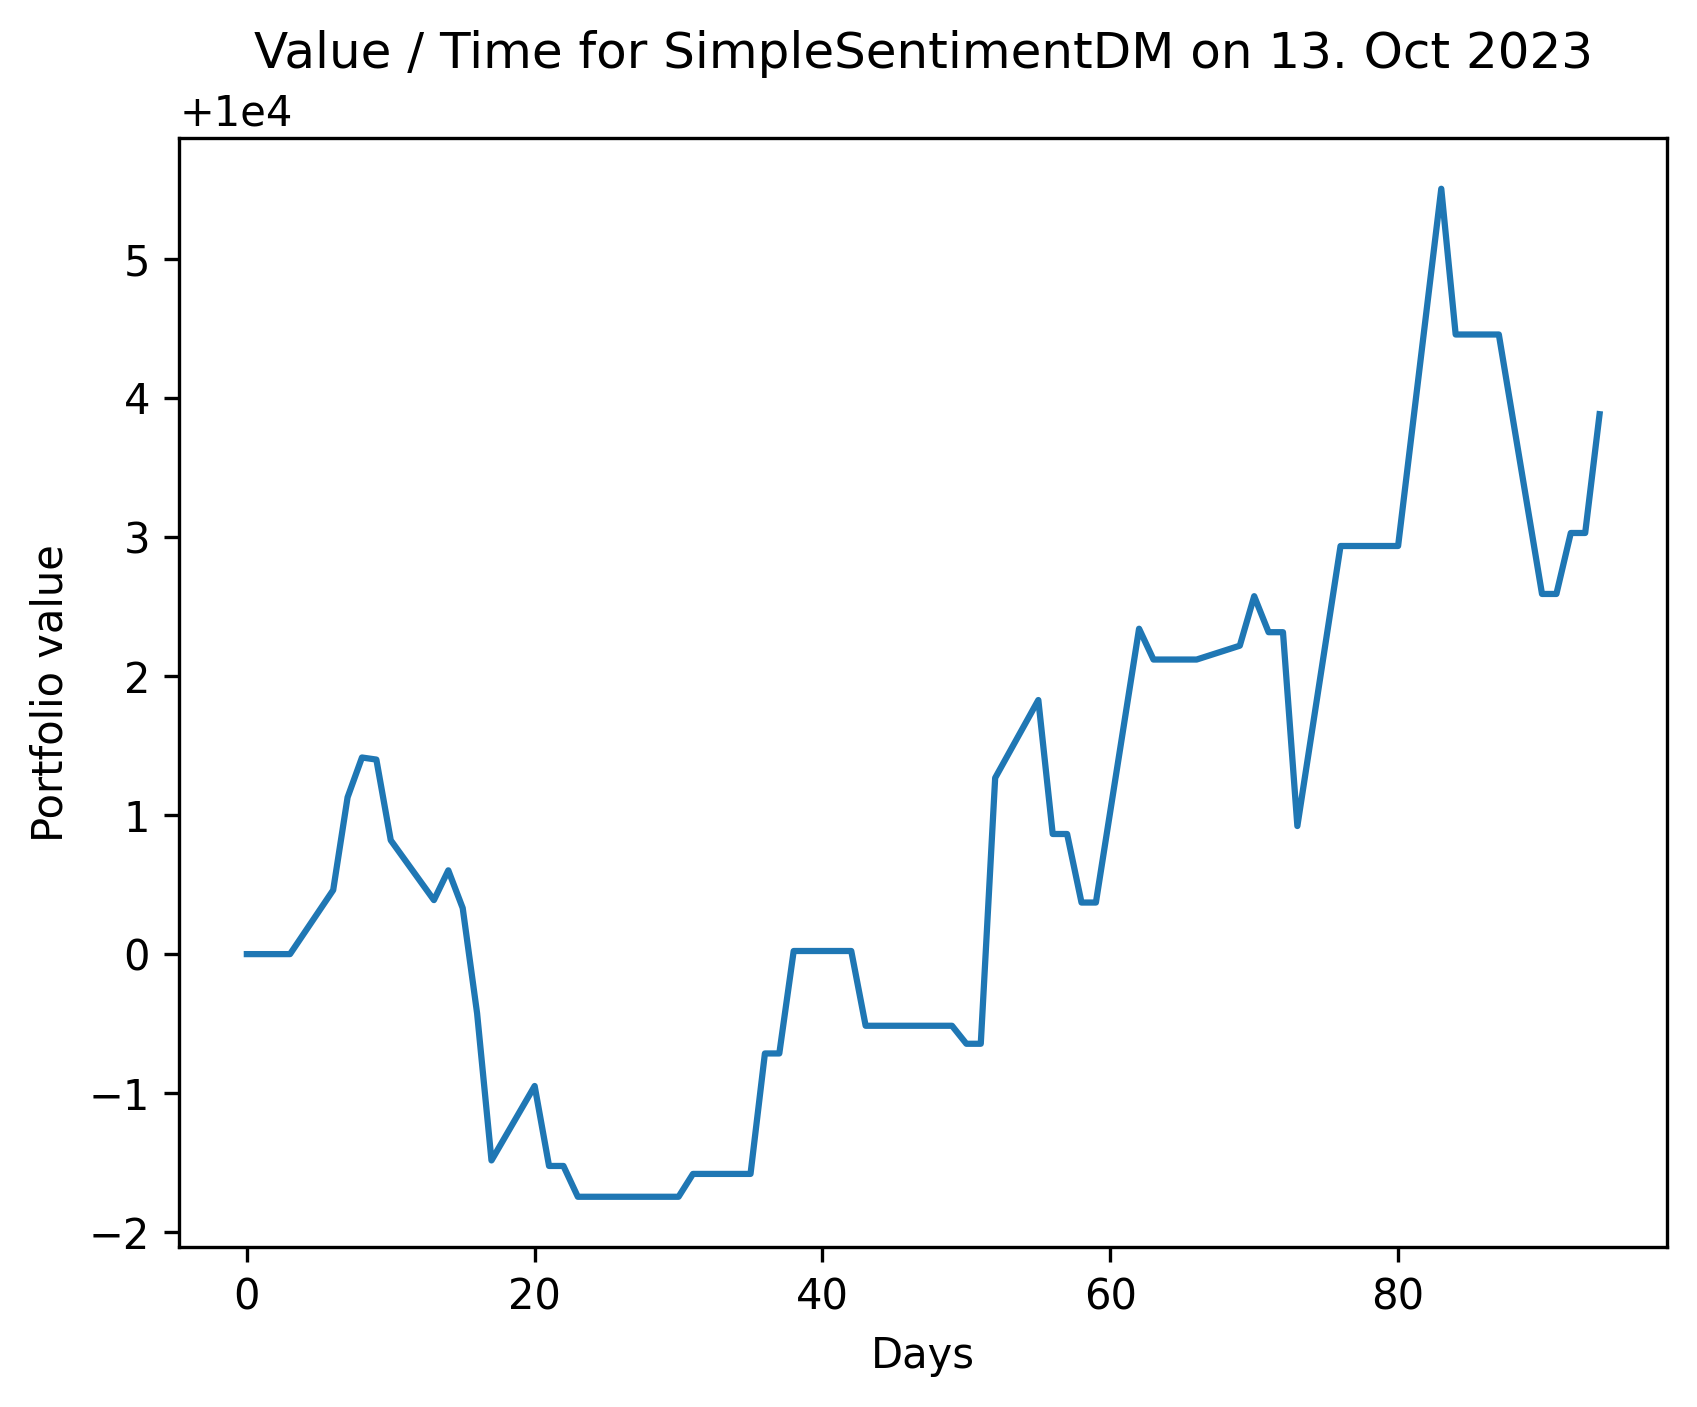 Value / Time for SimpleSentimentDM on 13. Oct 2023
+1e4
5
4
3
2
1
0
−1
−2
Portfolio value
0 20 40 60 80
Days